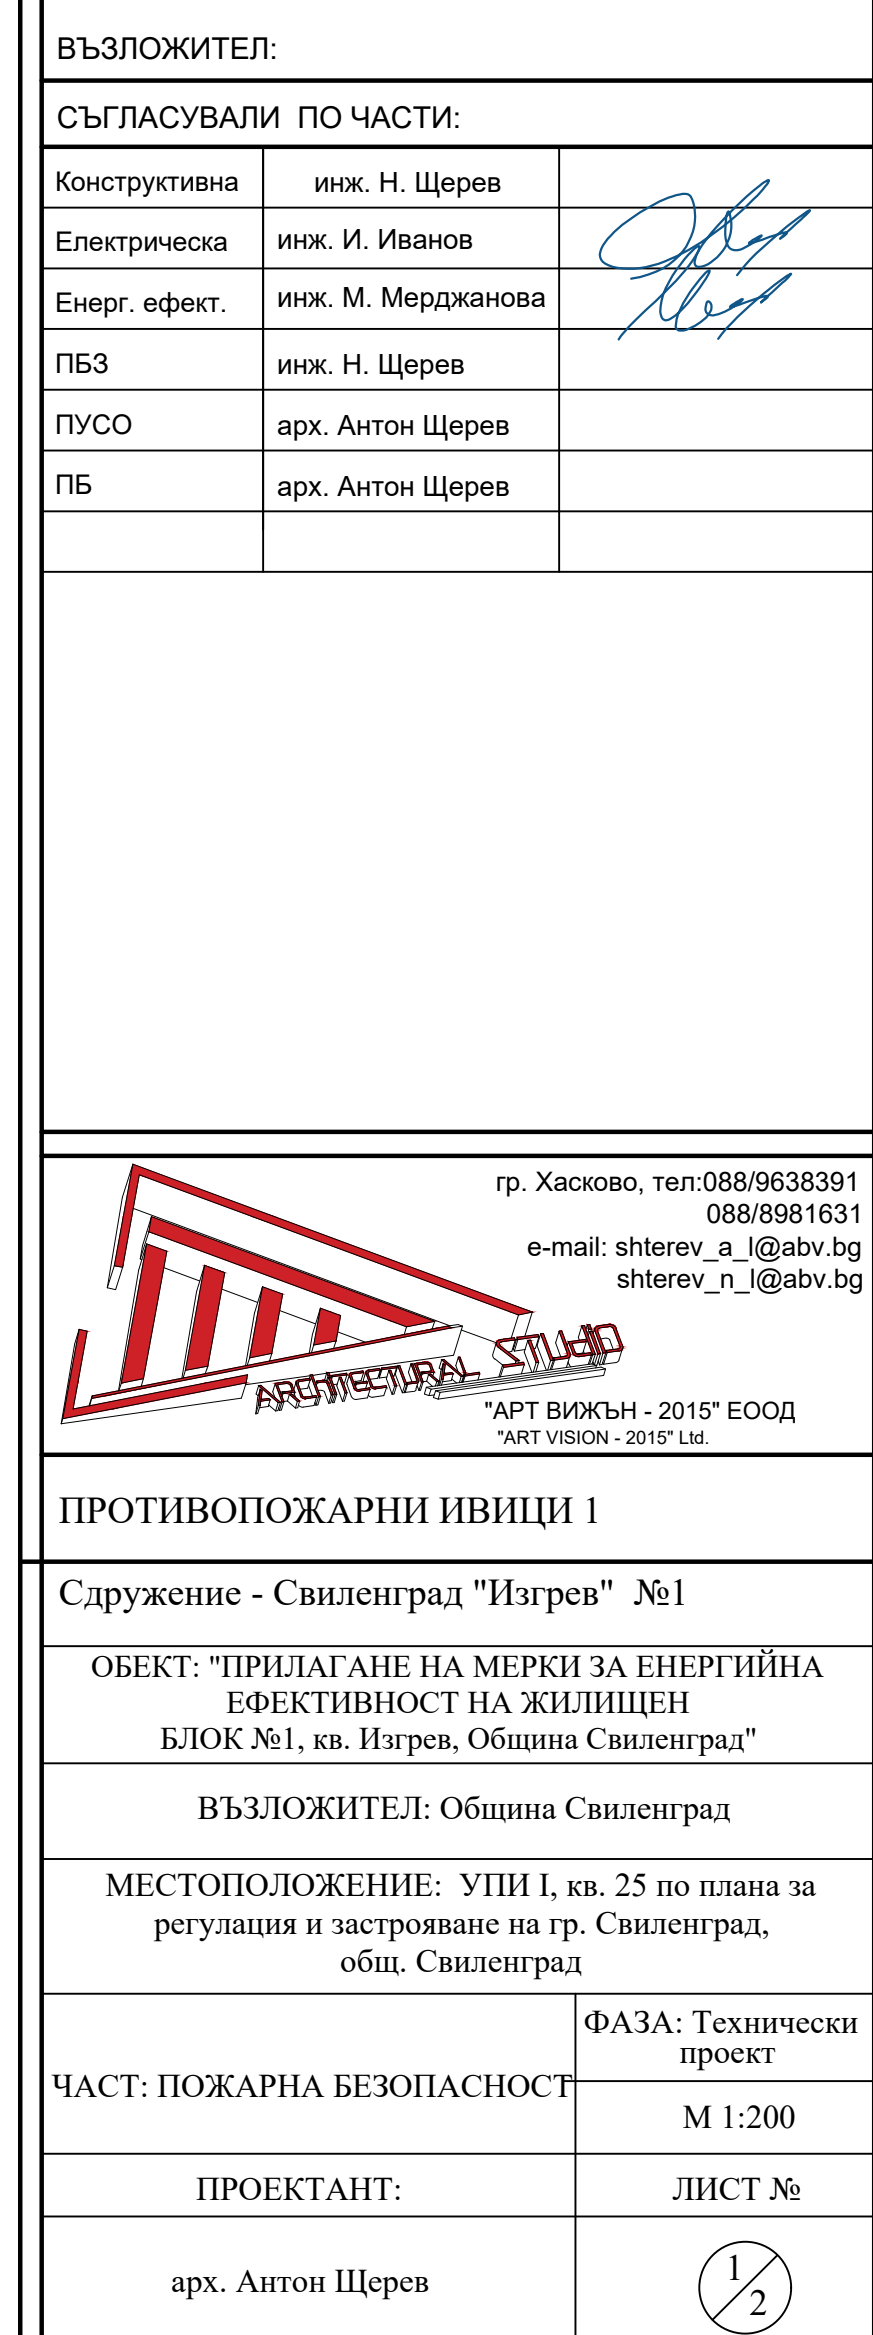 ВЪЗЛОЖИТЕЛ:
СЪГЛАСУВАЛИ ПО ЧАСТИ:
Конструктивна инж. Н. Щерев
Електрическа инж. И. Иванов
Енерг. ефект. инж. М. Мерджанова
ПБЗ инж. Н. Щерев
ПУСО арх. Антон Щерев
ПБ арх. Антон Щерев
гр. Хасково, тел:088/9638391
088/8981631
e-mail: shterev_a_l@abv.bg
shterev_n_l@abv.bg
ARCHITECTURAL STUdiO
"АРТ ВИЖЪН - 2015" ЕООД
"ART VISION - 2015" Ltd.
ПРОТИВОПОЖАРНИ ИВИЦИ 1
Сдружение - Свиленград "Изгрев" №1
ОБЕКТ: "ПРИЛАГАНЕ НА МЕРКИ ЗА ЕНЕРГИЙНА
ЕФЕКТИВНОСТ НА ЖИЛИЩЕН
БЛОК №1, кв. Изгрев, Община Свиленград"
ВЪЗЛОЖИТЕЛ: Община Свиленград
МЕСТОПОЛОЖЕНИЕ: УПИ I, кв. 25 по плана за
регулация и застрояване на гр. Свиленград,
общ. Свиленград
ЧАСТ: ПОЖАРНА БЕЗОПАСНОСТ
ФАЗА: Технически
проект
М 1:200
ПРОЕКТАНТ:
ЛИСТ №
арх. Антон Щерев
1/2